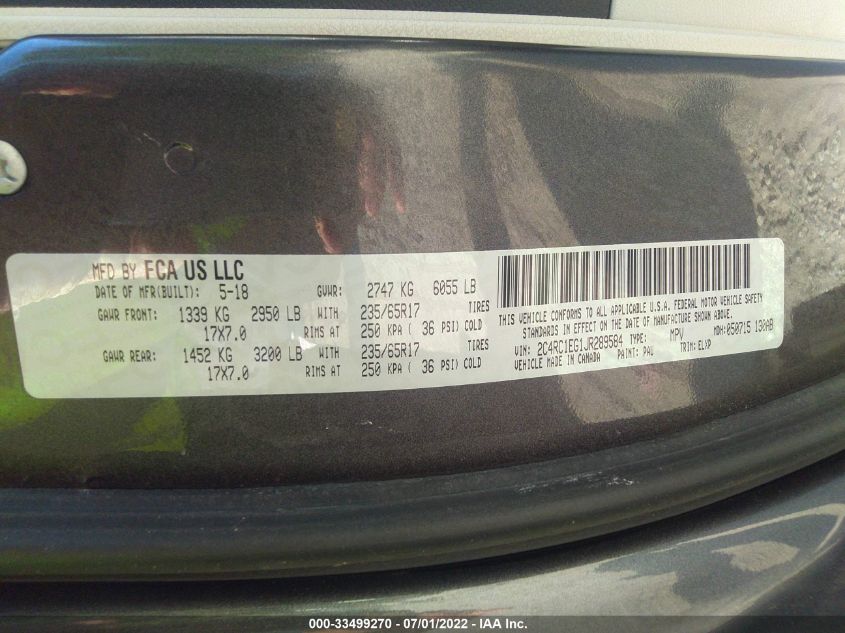 MFD BY FCA US LLC
DATE OF MFR(BUILT): 5-18 GVWR: 2747 KG 6055 LB
GAWR FRONT: 1339 KG 2950 LB WITH 235/65R17 TIRES
17X7.0 RIMS AT 250 KPA ( 36 PSI) COLD
GAWR REAR: 1452 KG 3200 LB WITH 235/65R17 TIRES
17X7.0 RIMS AT 250 KPA ( 36 PSI) COLD
THIS VEHICLE CONFORMS TO ALL APPLICABLE U.S.A. FEDERAL MOTOR VEHICLE SAFETY
STANDARDS IN EFFECT ON THE DATE OF MANUFACTURE SHOWN ABOVE.
VIN: 2C4RC1EG1JR289584 TYPE: MPV MDH: 050715 130AB
VEHICLE MADE IN CANADA PAINT: PAU TRIM:
000-33499270 - 07/01/2022 - IAA Inc.